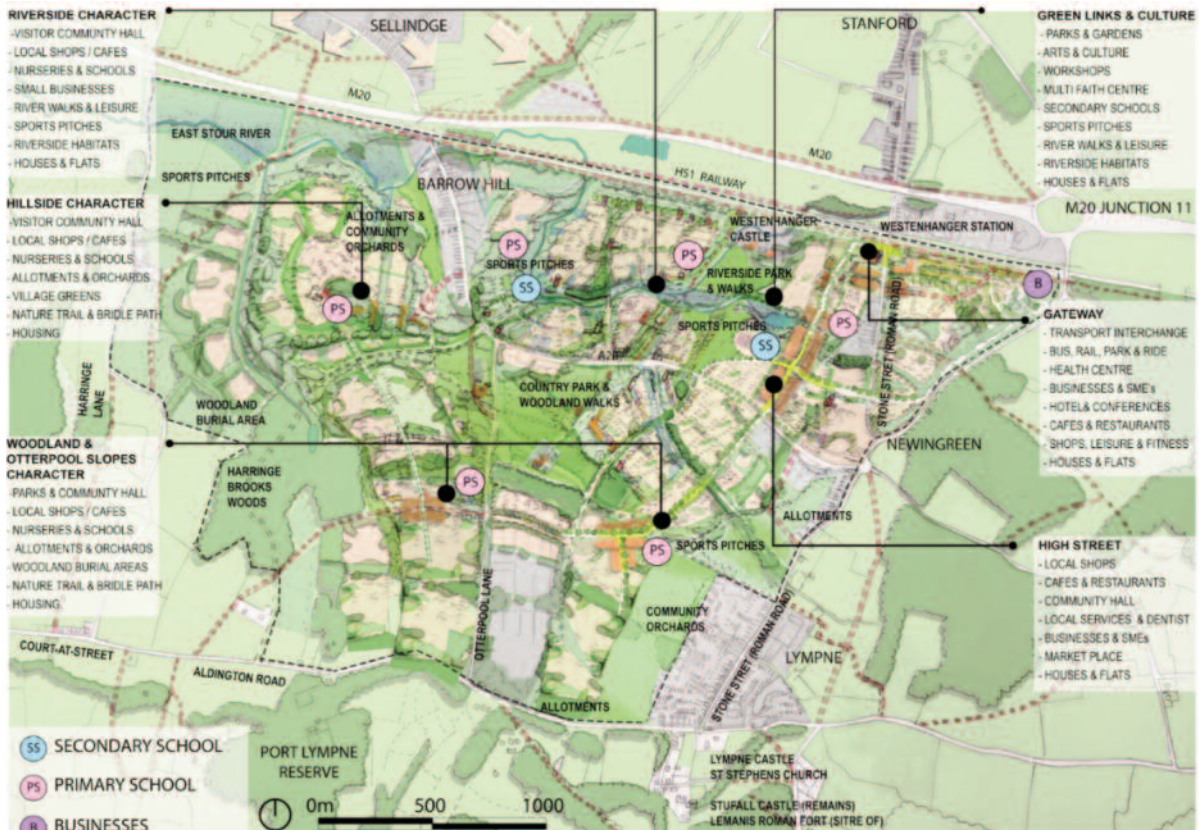 RIVERSIDE CHARACTER
-VISITOR COMMUNITY HALL
- LOCAL SHOPS / CAFES
- NURSERIES & SCHOOLS
- SMALL BUSINESSES
- RIVER WALKS & LEISURE
- SPORTS PITCHES
- RIVERSIDE HABITATS
- HOUSES & FLATS
HILLSIDE CHARACTER
-VISITOR COMMUNITY HALL
- LOCAL SHOPS / CAFES
- NURSERIES & SCHOOLS
- ALLOTMENTS & ORCHARDS
- VILLAGE GREENS
- NATURE TRAIL & BRIDLE PATH
- HOUSING
WOODLAND &
OTTERPOOL SLOPES
CHARACTER
-PARKS & COMMUNTY HALL
- LOCAL SHOPS / CAFES
- NURSERIES & SCHOOLS
- ALLOTMENTS & ORCHARDS
- WOODLAND BURIAL AREAS
- NATURE TRAIL & BRIDLE PATH
- HOUSING
SELLINDGE
STANFORD
M20
M20
EAST STOUR RIVER
SPORTS PITCHES
BARROW HILL
HS1 RAILWAY
ALLOTMENTS &
COMMUNITY
ORCHARDS
PS
PS
SPORTS PITCHES
SS
PS
WESTENHANGER
CASTLE
WESTENHANGER STATION
RIVERSIDE PARK
& WALKS
SPORTS PITCHES
SS
PS
B
STONE STREET (ROMAN ROAD)
A20
COUNTRY PARK &
WOODLAND WALKS
HARRINGE
LANE
WOODLAND
BURIAL AREA
HARRINGE
BROOKS
WOODS
NEWINGREEN
ALLOTMENTS
PS
PS
SPORTS PITCHES
OTTERPOOL LANE
COMMUNITY
ORCHARDS
STONE STRET (ROMAN ROAD)
LYMPNE
COURT-AT-STREET
ALDINGTON ROAD
ALLOTMENTS
GREEN LINKS & CULTURE
- PARKS & GARDENS
- ARTS & CULTURE
- WORKSHOPS
- MULTI FAITH CENTRE
- SECONDARY SCHOOLS
- SPORTS PITCHES
- RIVER WALKS & LEISURE
- RIVERSIDE HABITATS
- HOUSES & FLATS
M20 JUNCTION 11
GATEWAY
- TRANSPORT INTERCHANGE
- BUS, RAIL, PARK & RIDE
- HEALTH CENTRE
- BUSINESSES & SME's
- HOTEL& CONFERENCES
- CAFES & RESTAURANTS
- SHOPS, LEISURE & FITNESS
- HOUSES & FLATS
HIGH STREET
- LOCAL SHOPS
- CAFES & RESTAURANTS
- COMMUNITY HALL
- LOCAL SERVICES & DENTIST
- BUSINESSES & SMEs
- MARKET PLACE
- HOUSES & FLATS
SS SECONDARY SCHOOL
PS PRIMARY SCHOOL
B BUSINESSES
PORT LYMPNE
RESERVE
0m 500 1000
LYMPNE CASTLE
ST STEPHENS CHURCH
STUFALL CASTLE (REMAINS)
LEMANIS ROMAN FORT (SITRE OF)